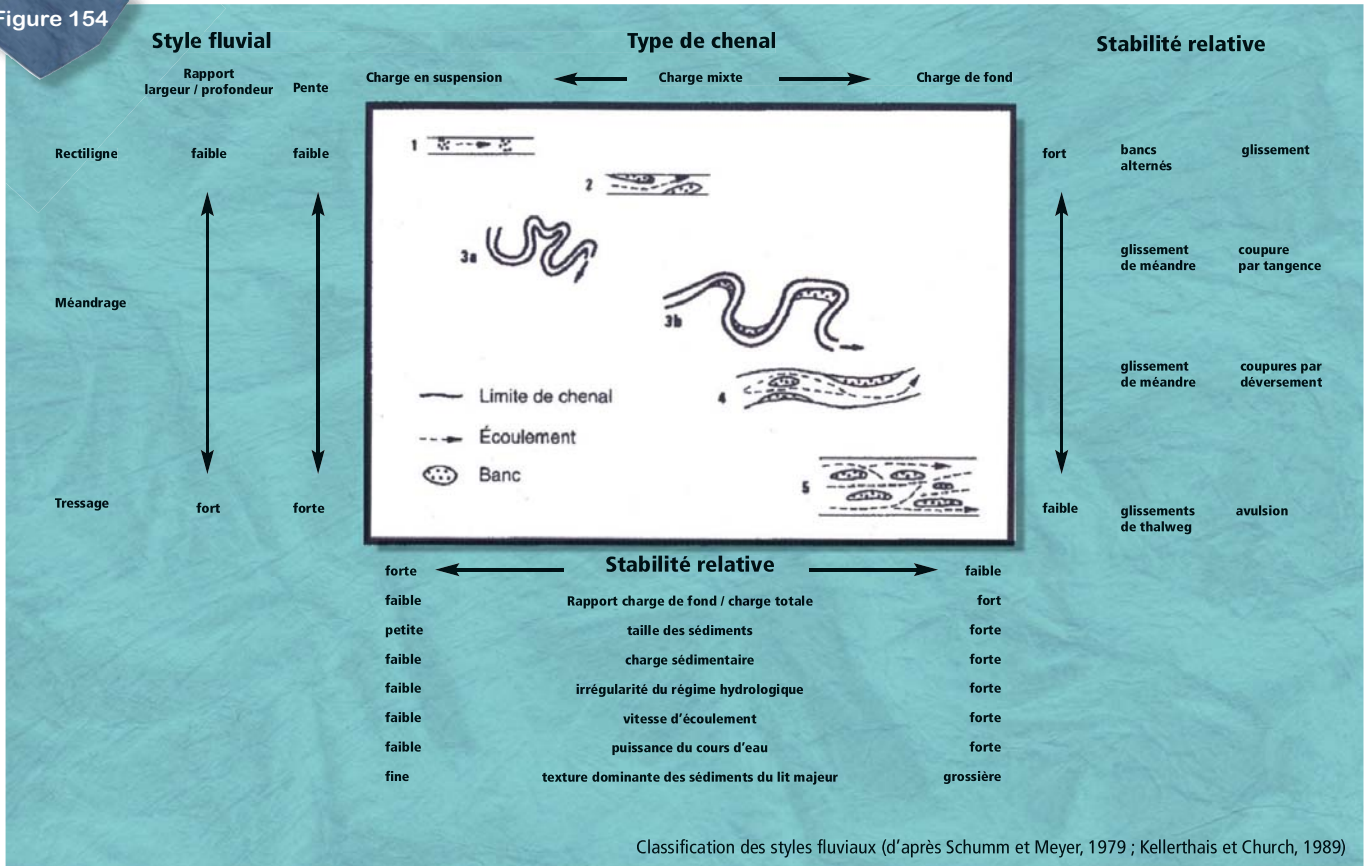 Figure 154
Style fluvial
Type de chenal
Stabilité relative
Rapport
largeur / profondeur
Pente
Charge en suspension
Charge mixte
Charge de fond
Rectiligne
faible
faible
fort
bancs
alternés
glissement
glissement
de méandre
coupure
par tangence
Méandrage
glissement
de méandre
coupures par
déversement
Tressage
fort
forte
faible
glissements
de thalweg
avulsion
1
2
3a
3b
4
5
Limite de chenal
Écoulement
Banc
forte
Stabilité relative
faible
faible
Rapport charge de fond / charge totale
fort
petite
taille des sédiments
forte
faible
charge sédimentaire
forte
faible
irrégularité du régime hydrologique
forte
faible
vitesse d'écoulement
forte
faible
puissance du cours d'eau
forte
fine
texture dominante des sédiments du lit majeur
grossière
Classification des styles fluviaux (d'après Schumm et Meyer, 1979 ; Kellerthais et Church, 1989)